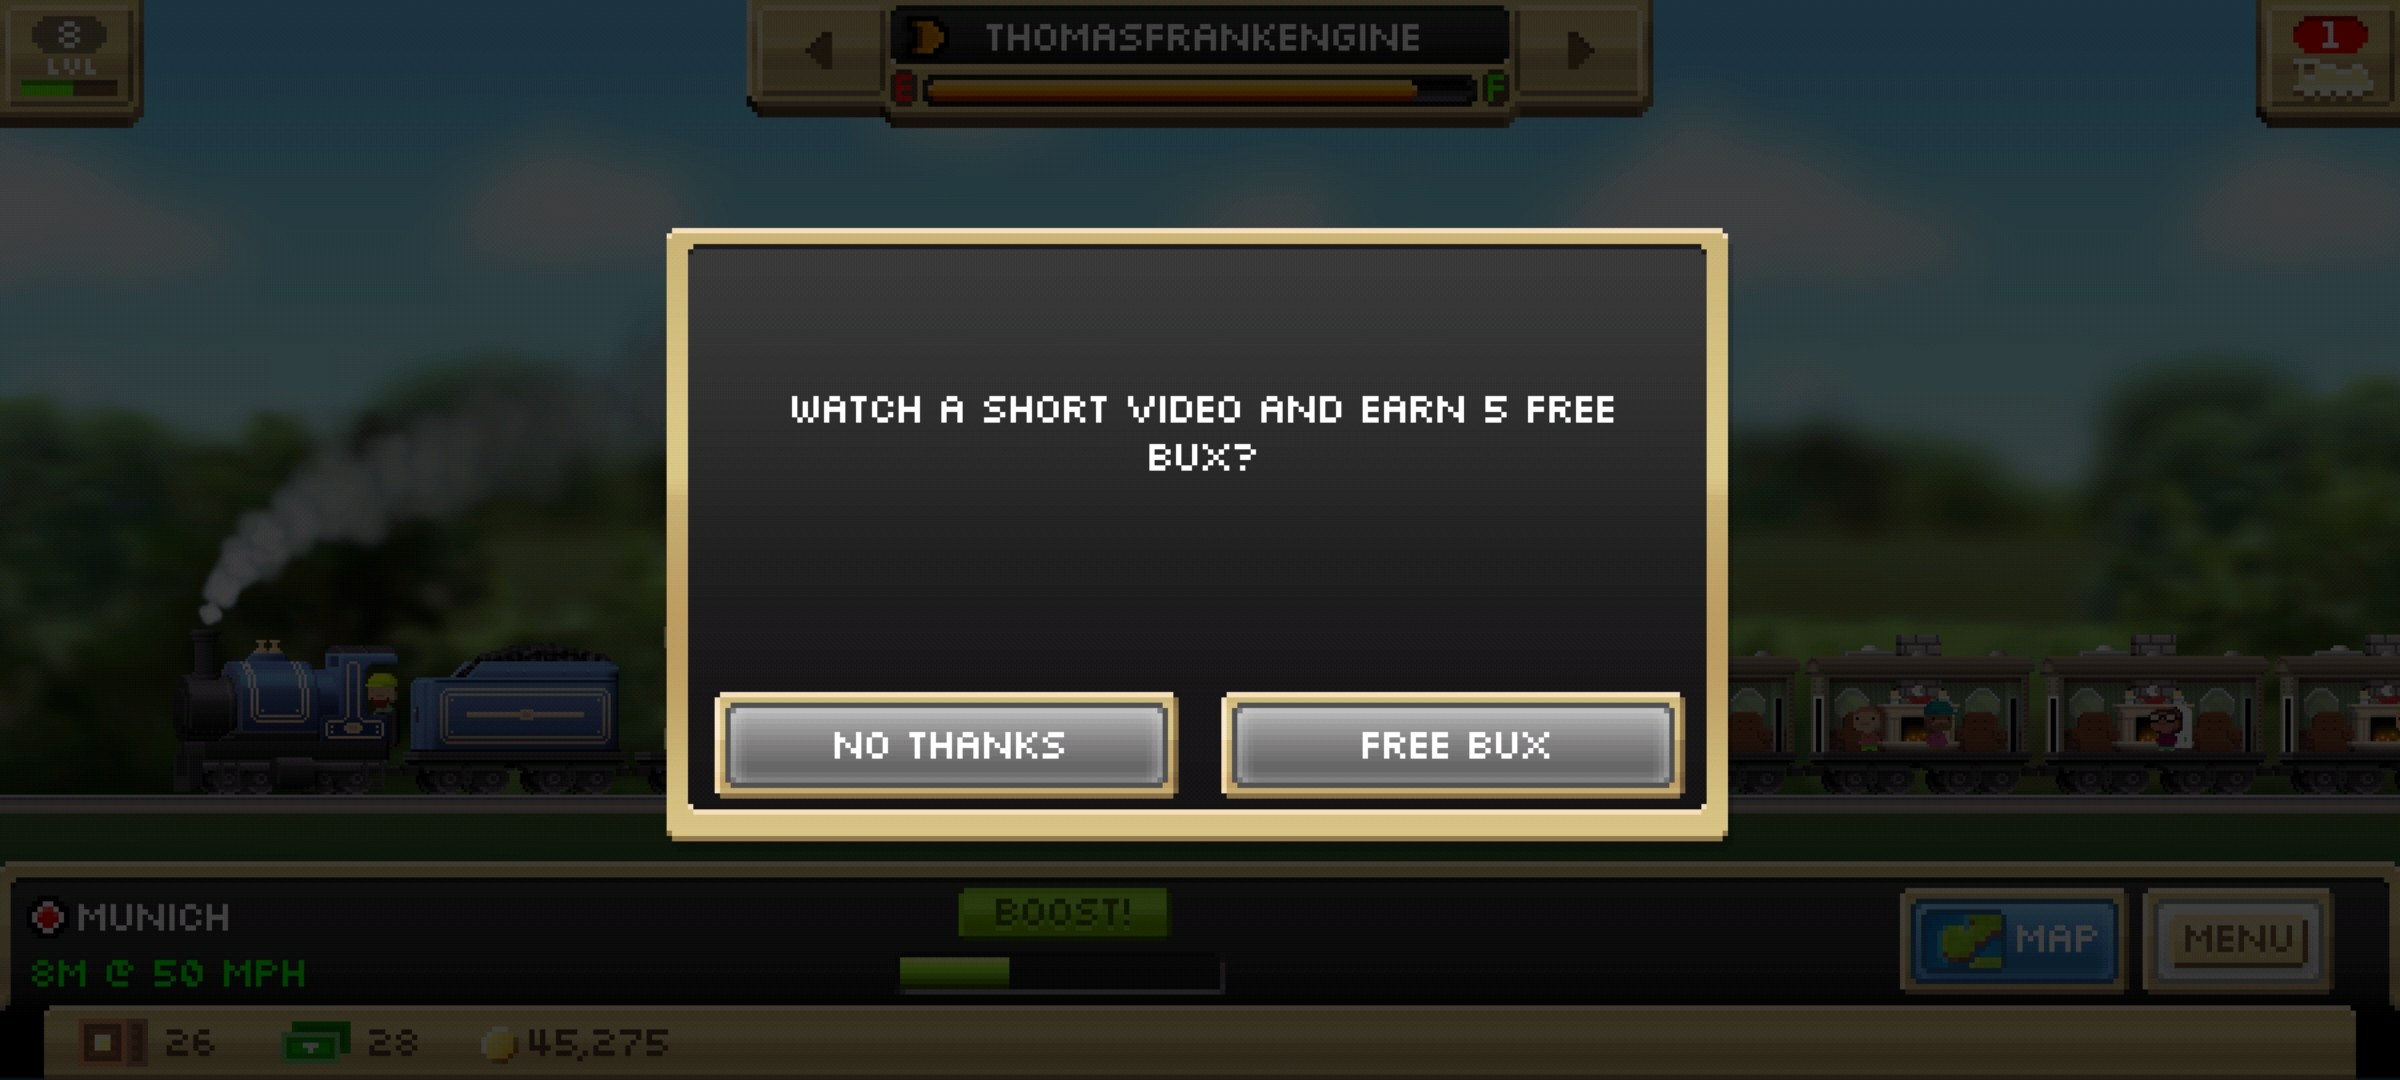 8
LVL
THOMASFRANKENGINE
E F
1
WATCH A SHORT VIDEO AND EARN 5 FREE
BUX?
NO THANKS
FREE BUX
MUNICH
8M @ 50 MPH
BOOST!
MAP
MENU
26
28
45,275